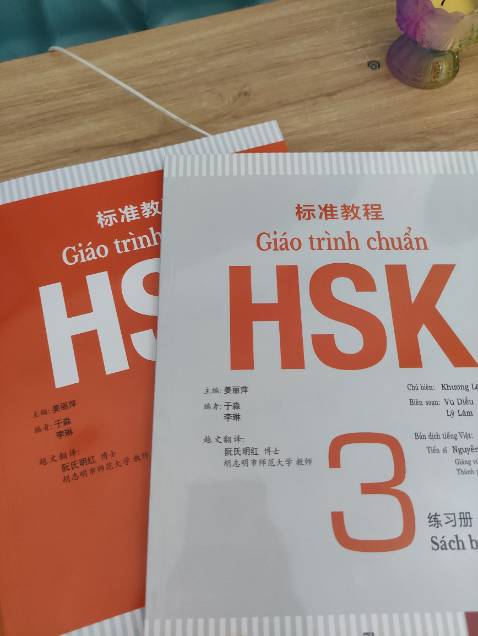 标准教
Giáo trình
HS
主编: 姜丽萍
编者: 于淼
李琳
越文翻译:
阮氏明红 博士
胡志明市师范大学 教师
标准教程
Giáo trình chuẩn
HSK
主编: 姜丽萍
编者: 于淼
李琳
越文翻译:
阮氏明红 博士
胡志明市师范大学 教师
Chủ biên: Khương
Biên soạn: Vu Diểu
Lý Lâm
Bản dịch tiếng Việt:
Tiến sĩ Nguyễn
Giảng
Thành
3
练习册
Sách